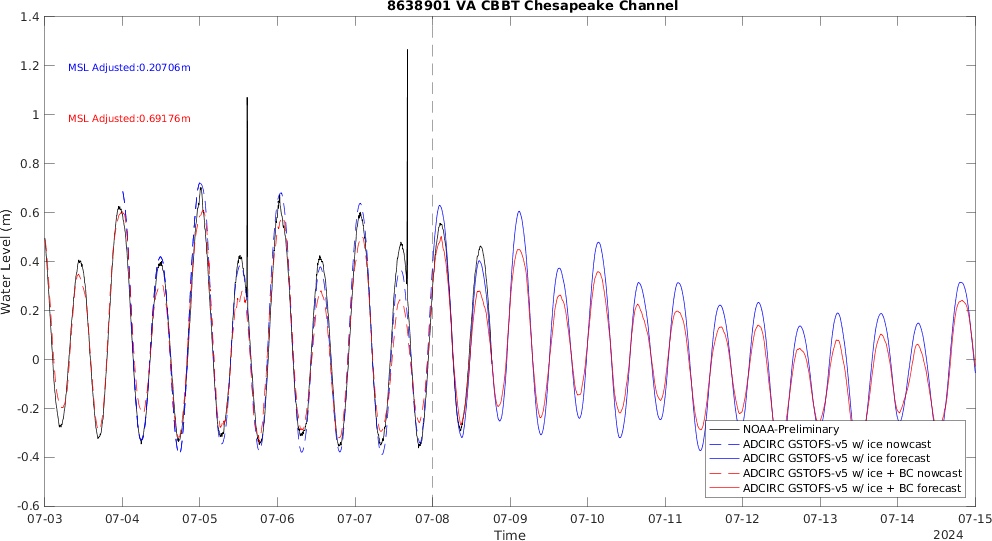 8638901 VA CBBT Chesapeake Channel
1.4
1.2
1
0.8
0.6
0.4
0.2
0
-0.2
-0.4
-0.6
Water Level (m)
MSL Adjusted:0.20706m
MSL Adjusted:0.69176m
NOAA-Preliminary
ADCIRC GSTOFS-v5 w/ ice nowcast
ADCIRC GSTOFS-v5 w/ ice forecast
ADCIRC GSTOFS-v5 w/ ice + BC nowcast
ADCIRC GSTOFS-v5 w/ ice + BC forecast
07-03 07-04 07-05 07-06 07-07 07-08 07-09 07-10 07-11 07-12 07-13 07-14 07-15
Time
2024